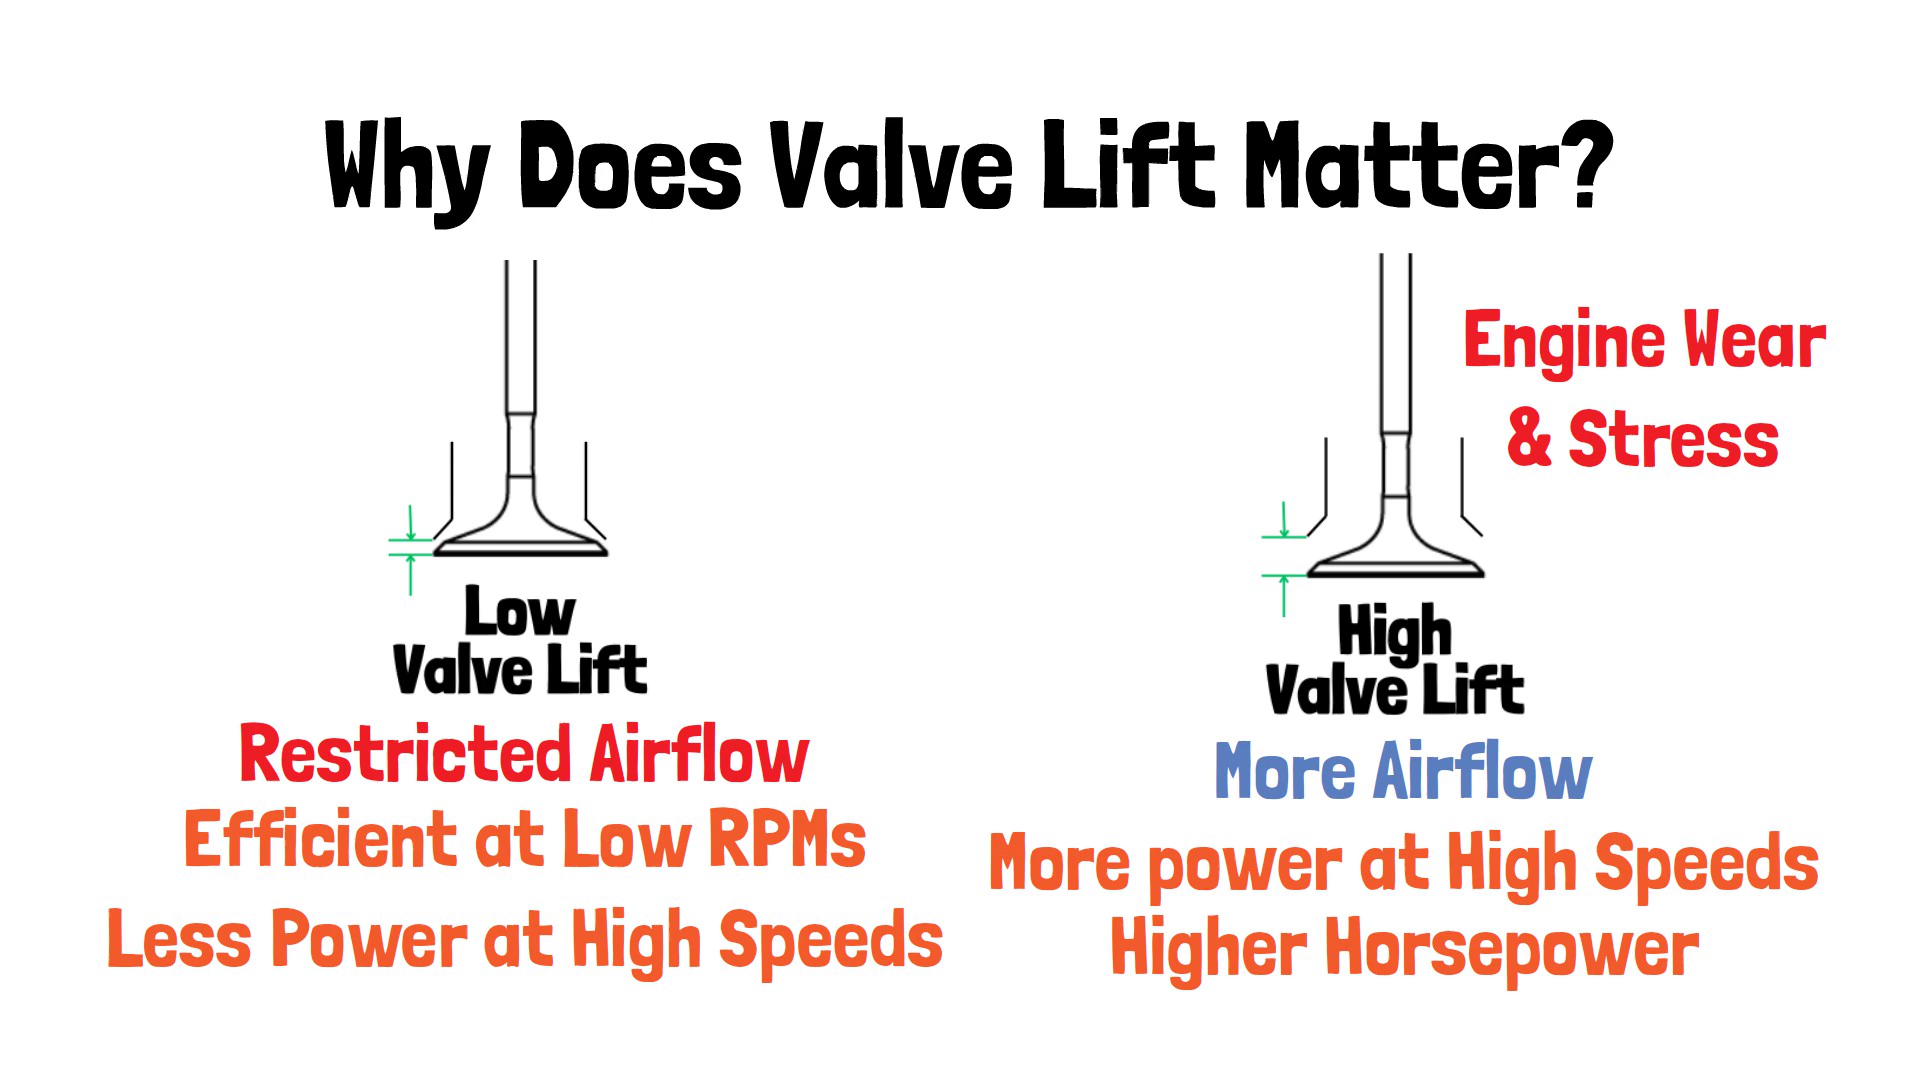 Why Does Valve Lift Matter?
Engine Wear
& Stress
Low
Valve Lift
Restricted Airflow
Efficient at Low RPMs
Less Power at High Speeds
High
Valve Lift
More Airflow
More power at High Speeds
Higher Horsepower